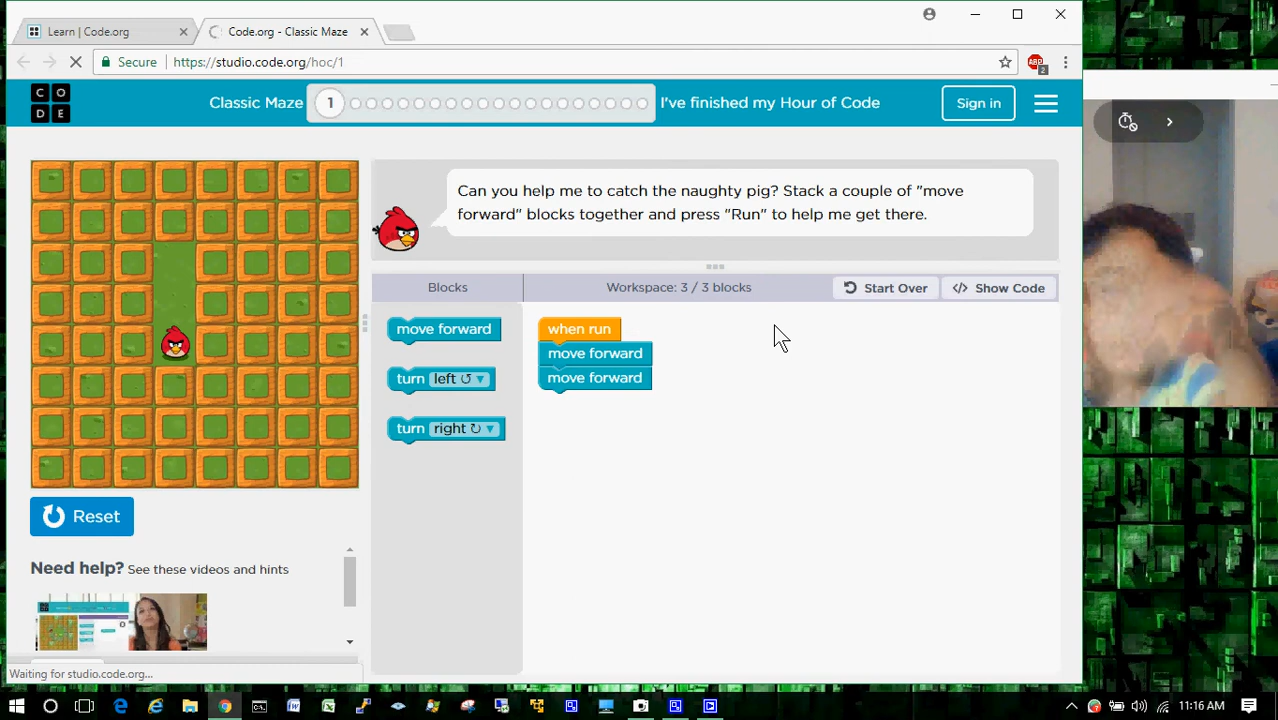 Learn | Code.org
Code.org - Classic Maze
Secure https://studio.code.org/hoc/1
ABP
2
CODE
Classic Maze 1 I've finished my Hour of Code Sign in
Can you help me to catch the naughty pig? Stack a couple of "move
forward" blocks together and press "Run" to help me get there.
Blocks Workspace: 3 / 3 blocks Start Over </> Show Code
move forward
turn left
turn right
when run
move forward
move forward
Reset
Need help? See these videos and hints
Waiting for studio.code.org...
11:16 AM